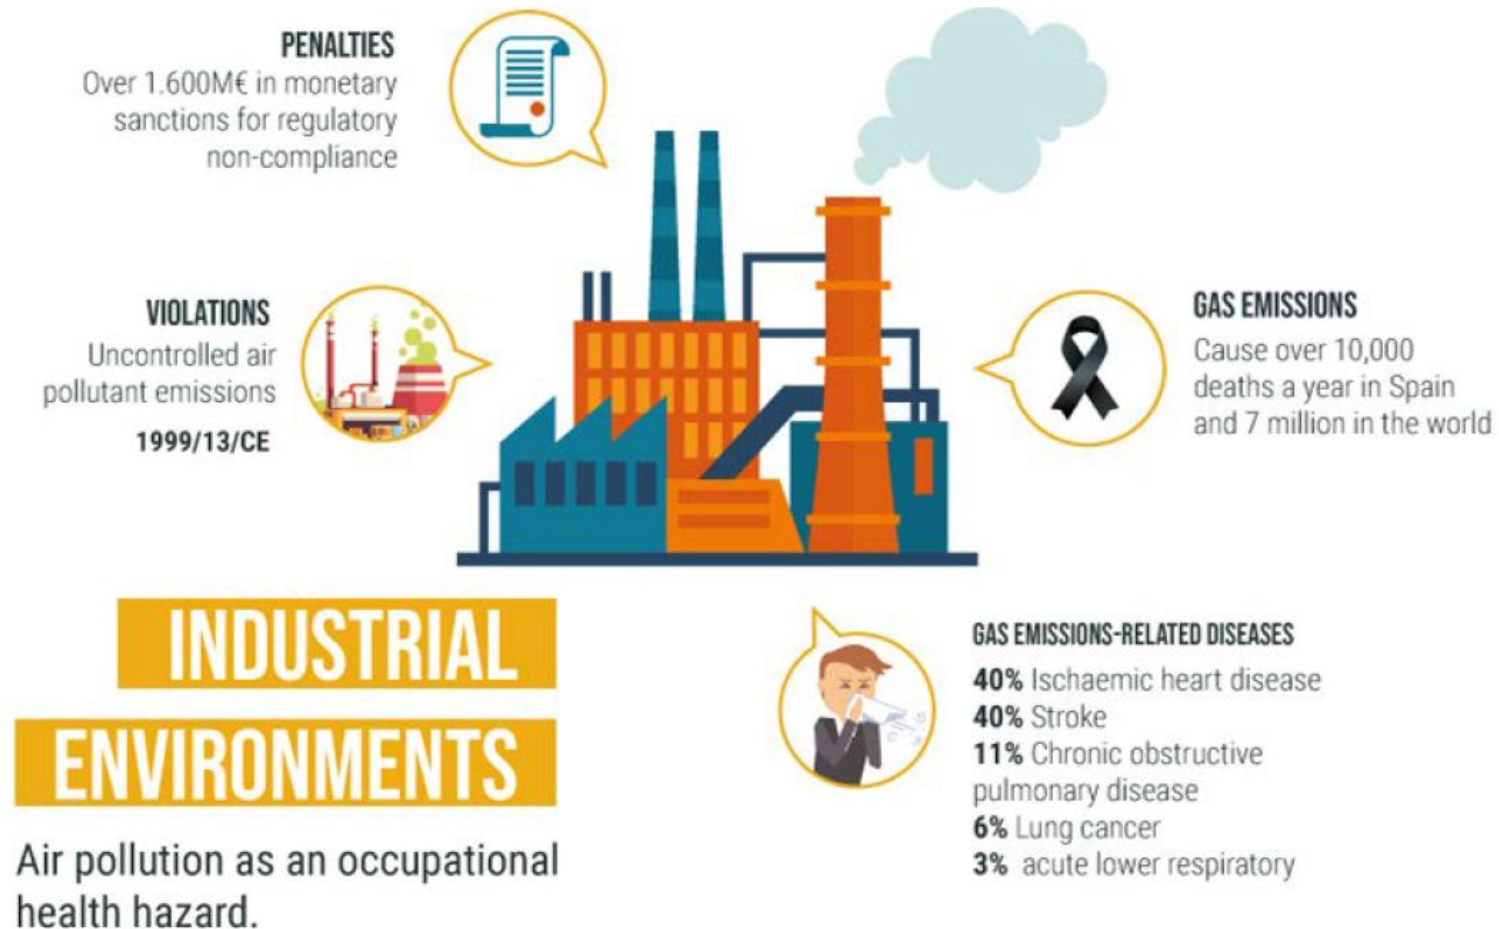 PENALTIES
Over 1.600M€ in monetary
sanctions for regulatory
non-compliance
VIOLATIONS
Uncontrolled air
pollutant emissions
1999/13/CE
GAS EMISSIONS
Cause over 10,000
deaths a year in Spain
and 7 million in the world
INDUSTRIAL
ENVIRONMENTS
Air pollution as an occupational
health hazard.
GAS EMISSIONS-RELATED DISEASES
40% Ischaemic heart disease
40% Stroke
11% Chronic obstructive
pulmonary disease
6% Lung cancer
3% acute lower respiratory